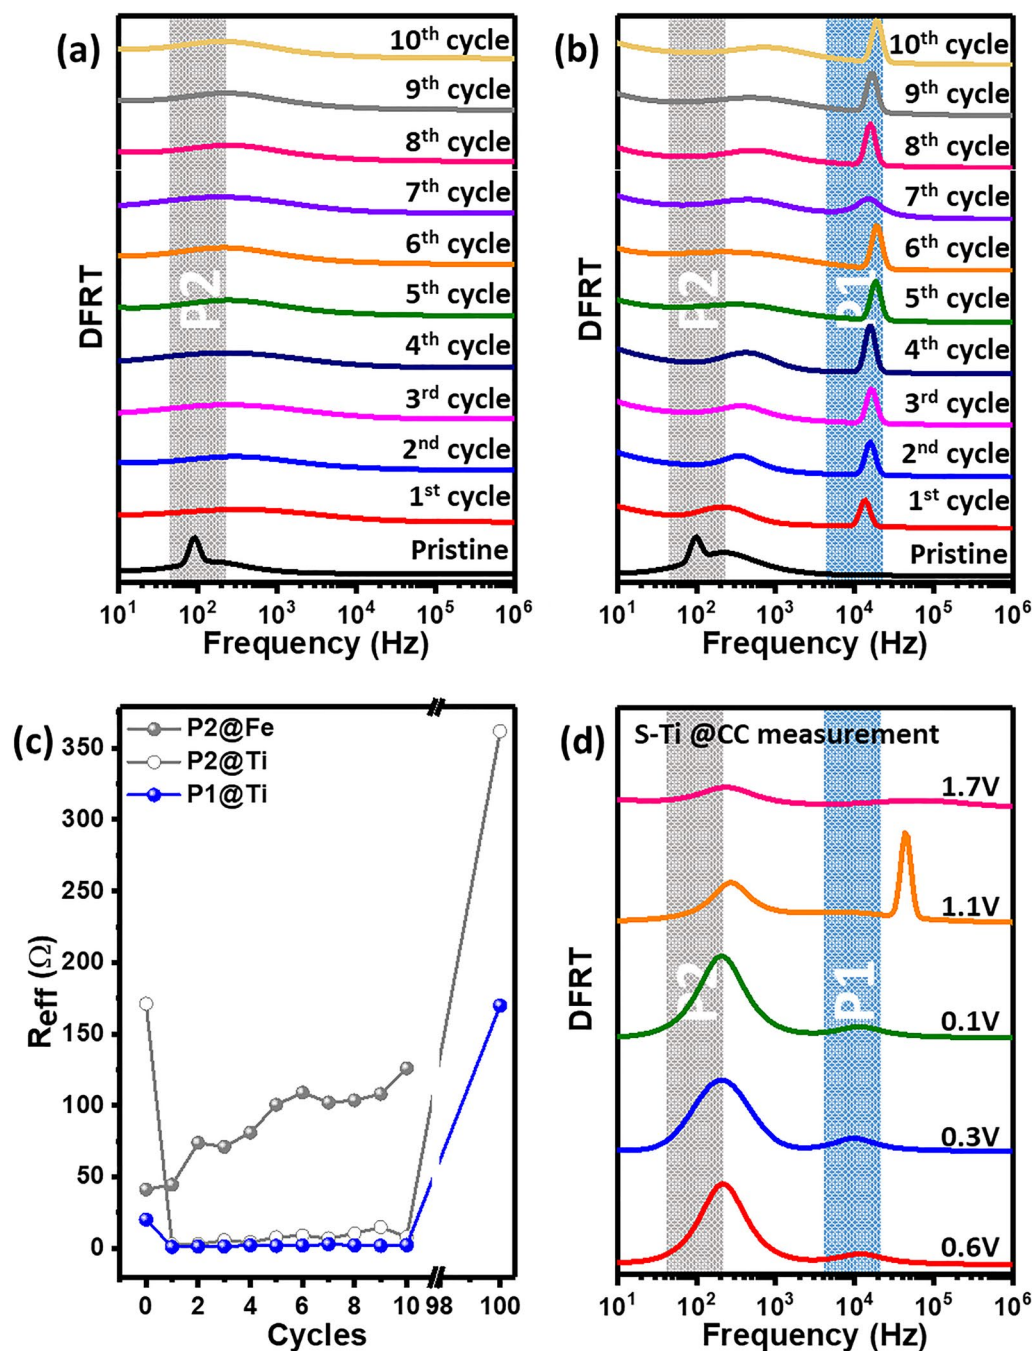 (a)
10th cycle
9th cycle
8th cycle
7th cycle
6th cycle
5th cycle
4th cycle
3rd cycle
2nd cycle
1st cycle
Pristine
P2
DFRT
10^1 10^2 10^3 10^4 10^5 10^6
Frequency (Hz)
(b)
10th cycle
9th cycle
8th cycle
7th cycle
6th cycle
5th cycle
4th cycle
3rd cycle
2nd cycle
1st cycle
Pristine
P2
P1
DFRT
10^1 10^2 10^3 10^4 10^5 10^6
Frequency (Hz)
(c)
P2@Fe
P2@Ti
P1@Ti
350
300
250
200
150
100
50
0
Reff (Ω)
0 2 4 6 8 10 98 100
Cycles
(d)
S-Ti @CC measurement
1.7V
1.1V
0.1V
0.3V
0.6V
P2
P1
DFRT
10^1 10^2 10^3 10^4 10^5 10^6
Frequency (Hz)